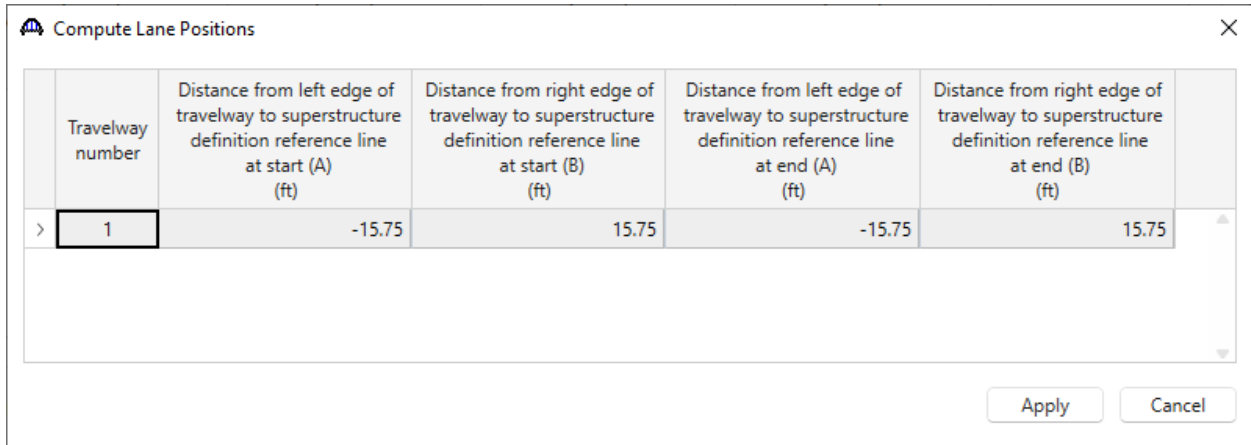 Compute Lane Positions
Travelway
number
Distance from left edge of
travelway to superstructure
definition reference line
at start (A)
(ft)
Distance from right edge of
travelway to superstructure
definition reference line
at start (B)
(ft)
Distance from left edge of
travelway to superstructure
definition reference line
at end (A)
(ft)
Distance from right edge of
travelway to superstructure
definition reference line
at end (B)
(ft)
1 -15.75 15.75 -15.75 15.75
Apply Cancel